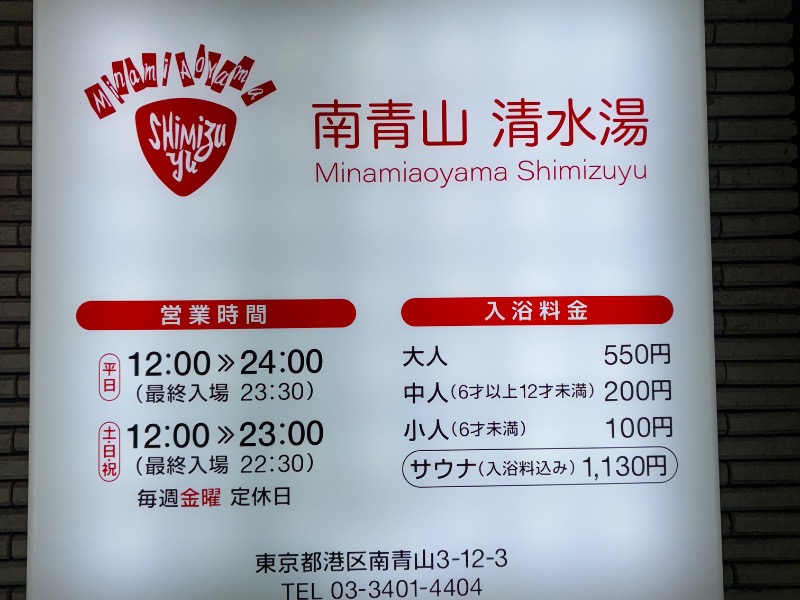 MinamiAoyama
SHIMIZU
yu
南青山 清水湯
Minamiaoyama Shimizuyu
営業時間
平日 12:00≫24:00
（最終入場 23:30）
土・日・祝 12:00≫23:00
（最終入場 22:30）
毎週金曜 定休日
入浴料金
大人 550円
中人（6才以上12才未満） 200円
小人（6才未満） 100円
サウナ（入浴料込み） 1,130円
東京都港区南青山3-12-3
TEL 03-3401-4404